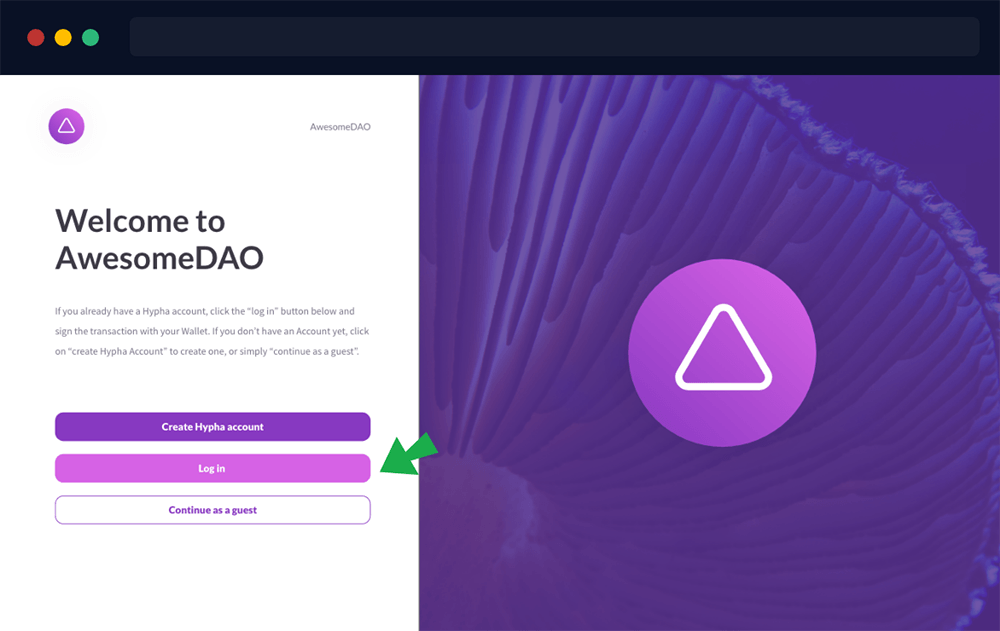 AwesomeDAO
Welcome to
AwesomeDAO
If you already have a Hypha account, click the “log in” button below and
sign the transaction with your Wallet. If you don’t have an Account yet, click
on “create Hypha Account” to create one, or simply “continue as a guest”.
Create Hypha account
Log in
Continue as a guest